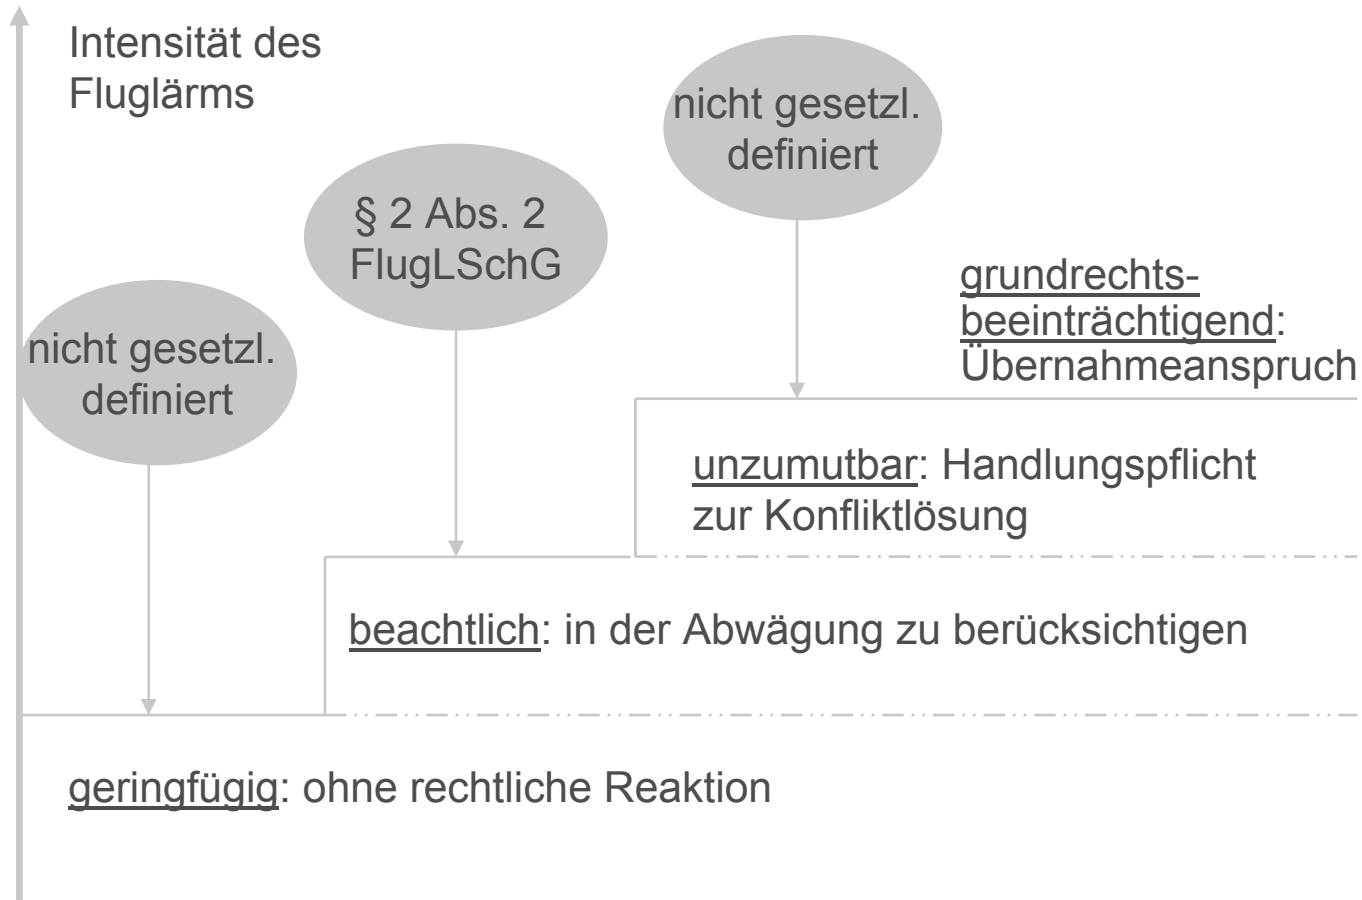 Intensität des
Fluglärms
nicht gesetzl.
definiert
§ 2 Abs. 2
FlugLSchG
nicht gesetzl.
definiert
grundrechts-
beeinträchtigend:
Übernahmeanspruch
unzumutbar: Handlungspflicht
zur Konfliktlösung
beachtlich: in der Abwägung zu berücksichtigen
geringfügig: ohne rechtliche Reaktion